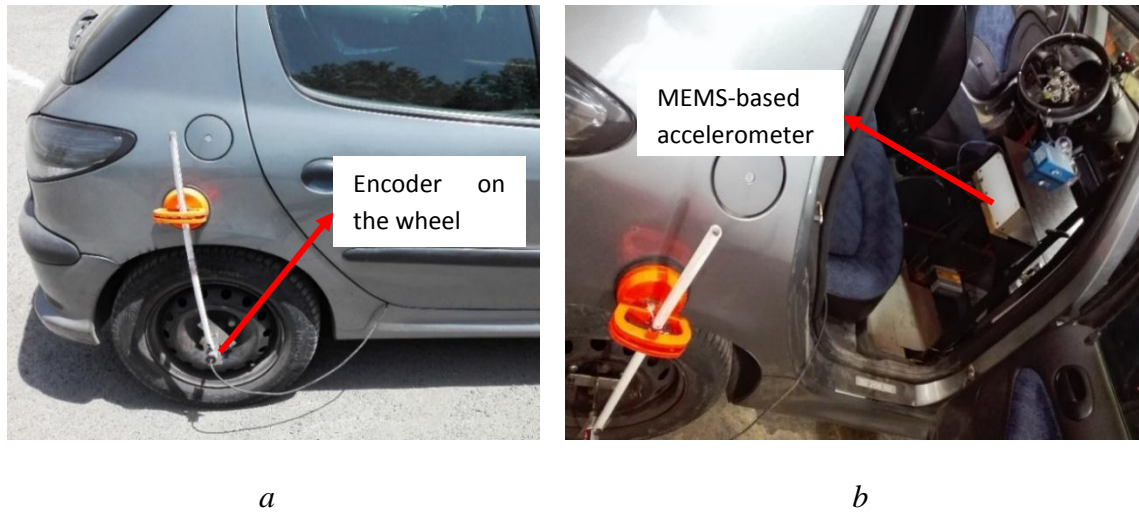 Encoder on
the wheel
MEMS-based
accelerometer
a
b